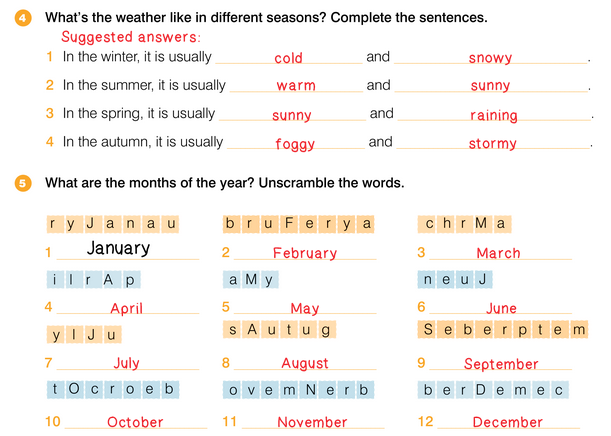 4 What's the weather like in different seasons? Complete the sentences.
Suggested answers:
1 In the winter, it is usually cold and snowy.
2 In the summer, it is usually warm and sunny.
3 In the spring, it is usually sunny and raining.
4 In the autumn, it is usually foggy and stormy.
5 What are the months of the year? Unscramble the words.
r y J a n a u b r u F e r y a c h r M a
1 January 2 February 3 March
i l r A p a M y n e u J
4 April 5 May 6 June
y l J u s A u t u g S e b e r p t e m
7 July 8 August 9 September
t O c r o e b o v e m N e r b b e r D e m e c
10 October 11 November 12 December